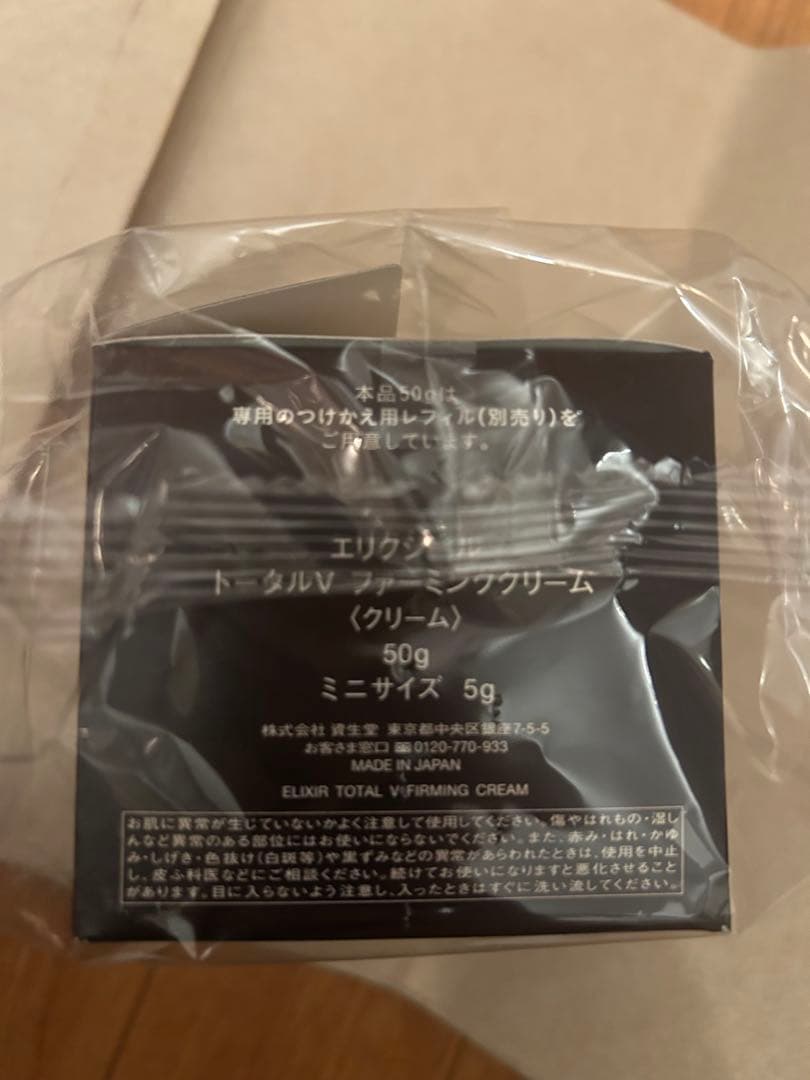 本品50gは
専用のつけかえ用レフィル(別売り)を
ご用意しています。
エリクシール
トータルV ファーミングクリーム
〈クリーム〉
50g
ミニサイズ 5g
株式会社 資生堂 東京都中央区銀座7-5-5
お客さま窓口 0120-770-933
MADE IN JAPAN
ELIXIR TOTAL V FIRMING CREAM
お肌に異常が生じていないかよく注意して使用してください。傷やはれもの・湿し
んなど異常のある部位にはお使いにならないでください。また、赤み・はれ・かゆ
み・しげき・色抜け(白斑等)や黒ずみなどの異常があらわれたときは、使用を中止
し、皮ふ科医などにご相談ください。続けてお使いになりますと悪化させること
があります。目に入らないよう注意し、入ったときはすぐに洗い流してください。